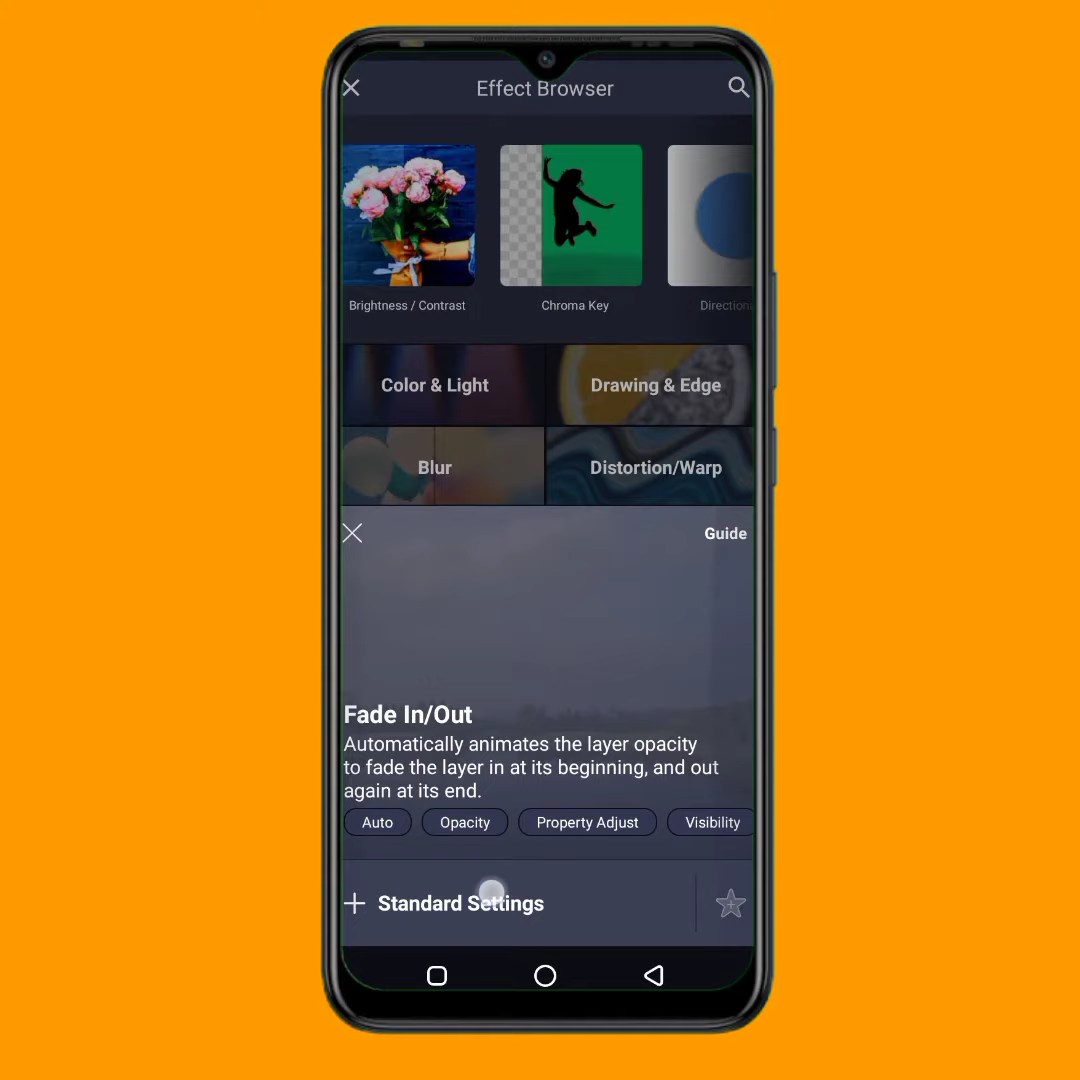 Effect Browser
Brightness / Contrast
Chroma Key
Direction
Color & Light
Drawing & Edge
Blur
Distortion/Warp
Guide
Fade In/Out
Automatically animates the layer opacity
to fade the layer in at its beginning, and out
again at its end.
Auto
Opacity
Property Adjust
Visibility
Standard Settings